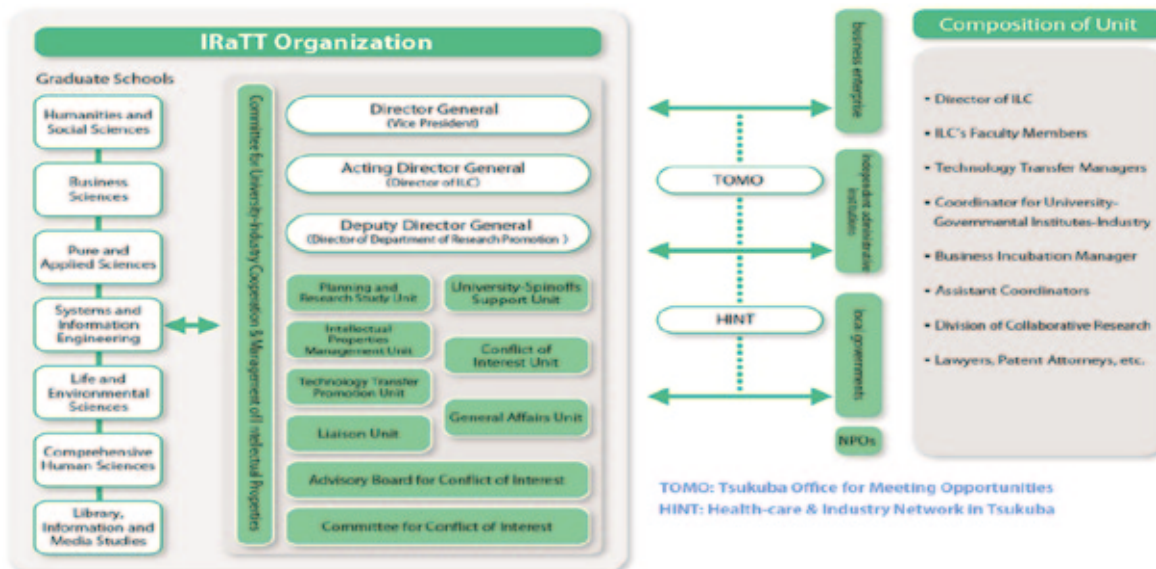 IRaTT Organization
Graduate Schools
Humanities and
Social Sciences
Business
Sciences
Pure and
Applied Sciences
Systems and
Information
Engineering
Life and
Environmental
Sciences
Comprehensive
Human Sciences
Library,
Information and
Media Studies
Committee for University-Industry Cooperation & Management of Intellectual Properties
Director General
(Vice President)
Acting Director General
(Director of ILC)
Deputy Director General
(Director of Department of Research Promotion )
Planning and
Research Study Unit
Intellectual
Properties
Management Unit
Technology Transfer
Promotion Unit
Liaison Unit
University-Spinoffs
Support Unit
Conflict of
Interest Unit
General Affairs Unit
Advisory Board for Conflict of Interest
Committee for Conflict of Interest
TOMO
HINT
business enterprise
independent administrative
institutions
local governments
NPOs
TOMO: Tsukuba Office for Meeting Opportunities
HINT: Health-care & Industry Network in Tsukuba
Composition of Unit
• Director of ILC
• ILC's Faculty Members
• Technology Transfer Managers
• Coordinator for University-
Governmental Institutes-Industry
• Business Incubation Manager
• Assistant Coordinators
• Division of Collaborative Research
• Lawyers, Patent Attorneys, etc.